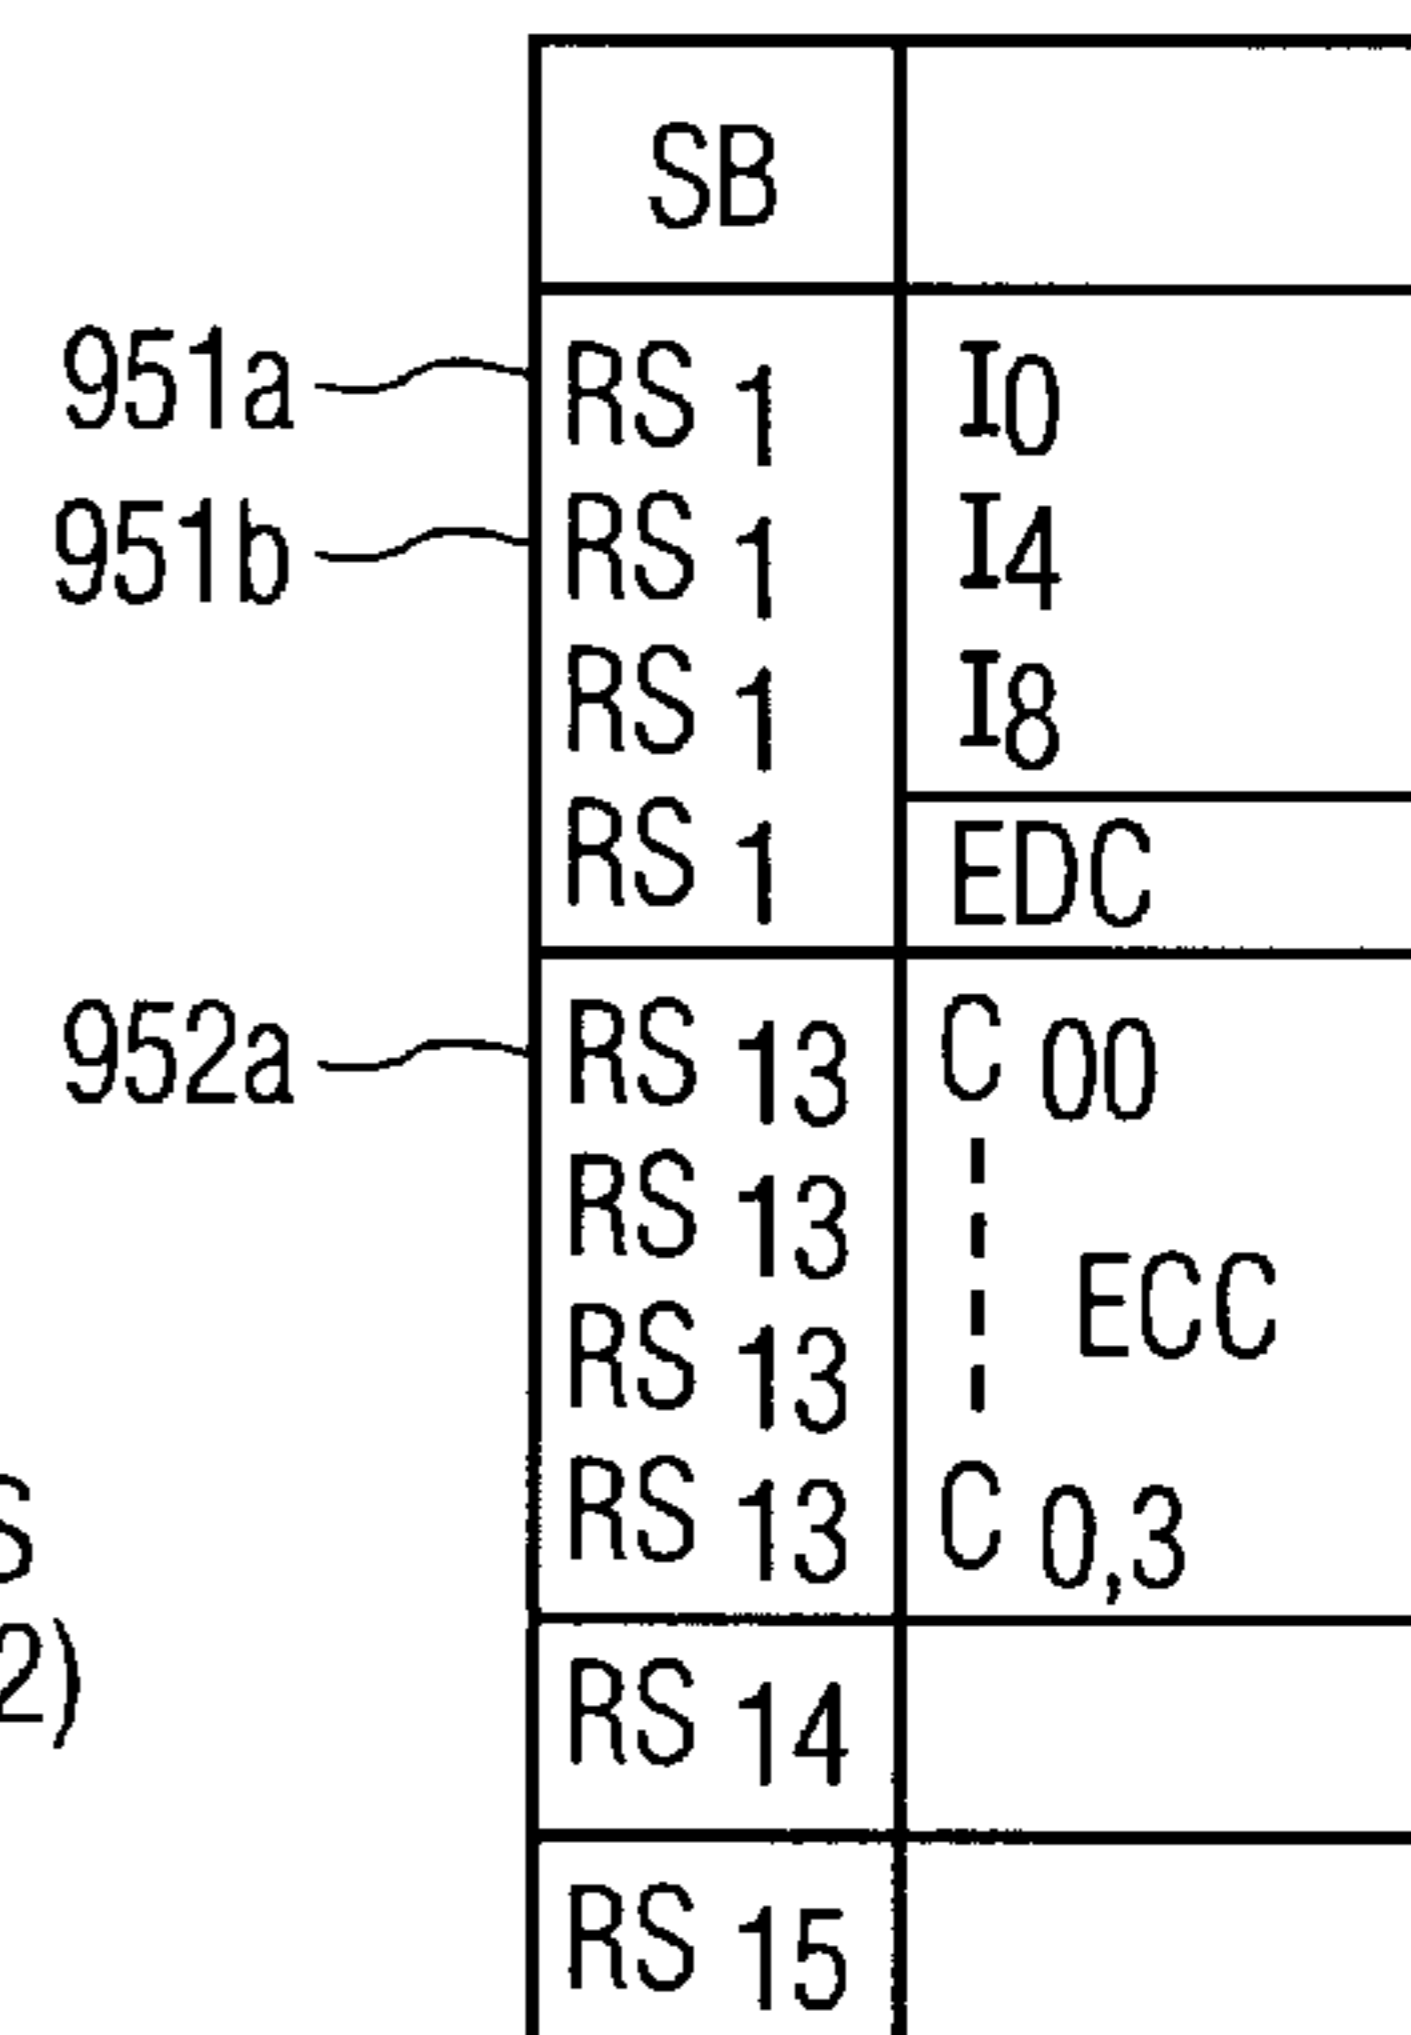 SB
951a RS 1 I0
951b RS 1 I4
RS 1 I8
RS 1 EDC
952a RS 13 C 00
RS 13
RS 13 ECC
RS 13 C 0,3
S
2) RS 14
RS 15